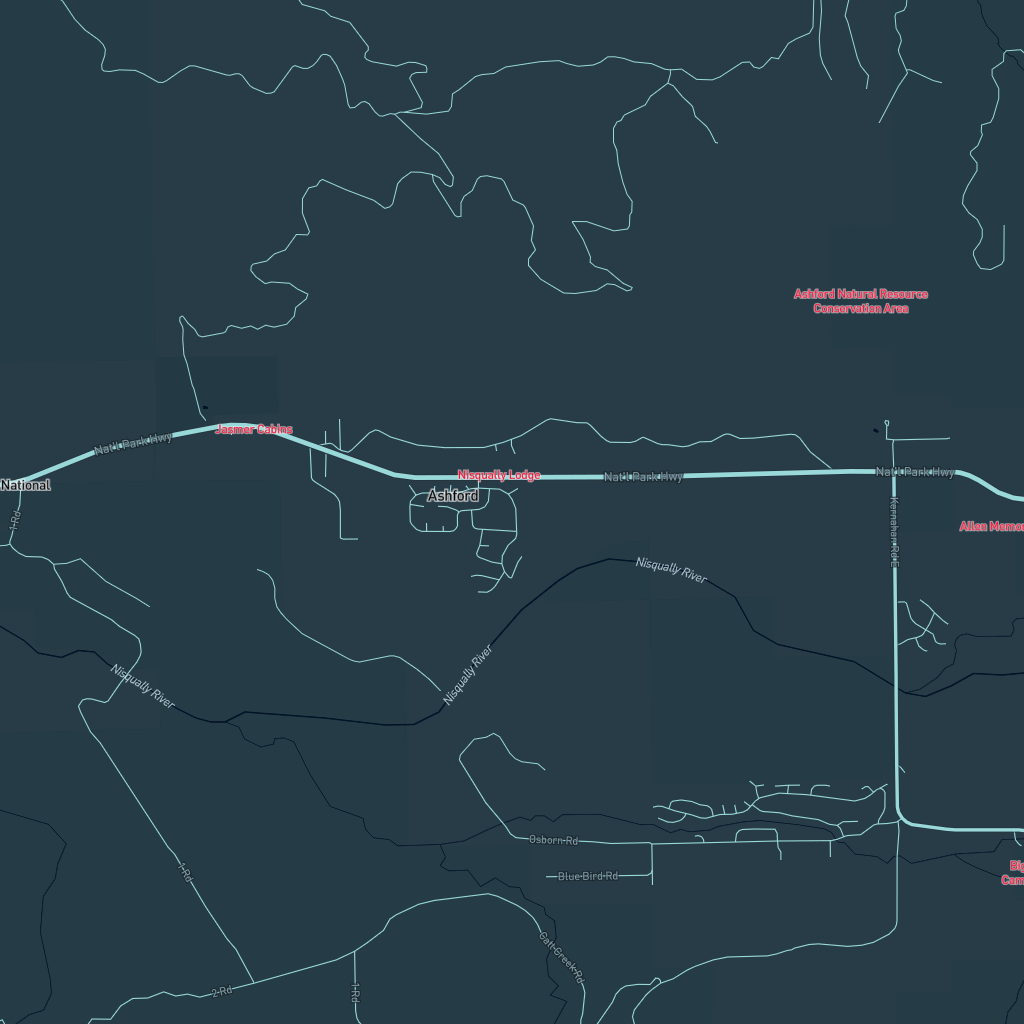 Ashford Natural Resource
Conservation Area
Jasmer Cabins
Nat'l Park Hwy
Nisqually Lodge
Nat'l Park Hwy
Nat'l Park Hwy
National
Ashford
1 Rd
Kernahan Rd E
Allen Memor
Nisqually River
Nisqually River
Nisqually River
Osborn Rd
Big
Cam
1 Rd
Blue Bird Rd
Catt Creek Rd
2 Rd
1 Rd